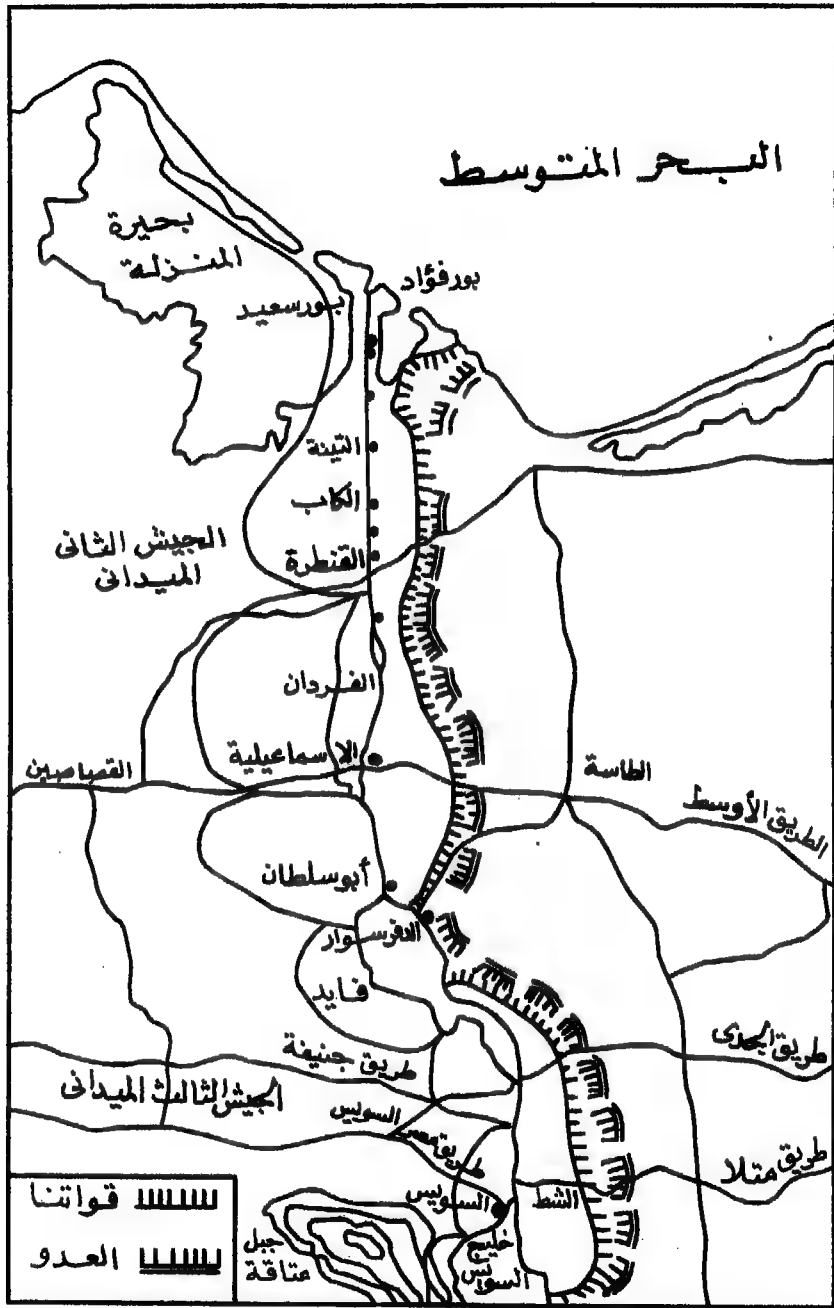 البحر المتوسط
بحيرة
المنزلة
بورسعيد
بورفؤاد
التينة
الكاب
القنطرة
الجيش الثانى
الميدانى
الفردان
الاسماعيلية
القصاصين
الطاسة
الطريق الأوسط
أبوسلطان
الدفرسوار
فايد
طريق جنيفة
طريق الجدى
الجيش الثالث الميدانى
طريق مصر السويس
طريق متلا
السويس
الشط
خليج
السويس
جبل
عتاقة
قواتنا
العدو